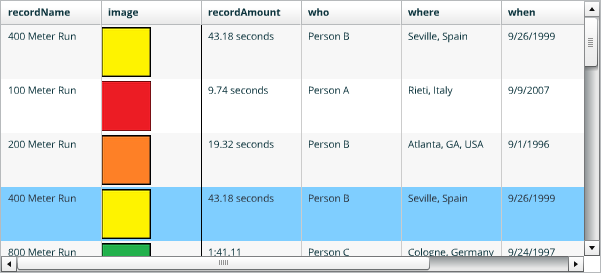 recordName image recordAmount who where when
400 Meter Run 43.18 seconds Person B Seville, Spain 9/26/1999
100 Meter Run 9.74 seconds Person A Rieti, Italy 9/9/2007
200 Meter Run 19.32 seconds Person B Atlanta, GA, USA 9/1/1996
400 Meter Run 43.18 seconds Person B Seville, Spain 9/26/1999
800 Meter Run 1:41.11 Person C Cologne, Germany 9/24/1997